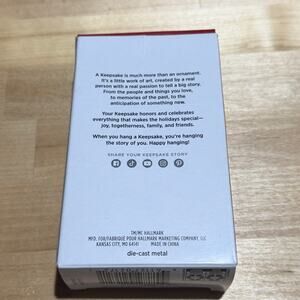 A Keepsake is much more than an ornament.
It's a little work of art, created by a real
person with a real passion to tell a big story.
From the people and things you love,
to memories of the past, to the
anticipation of something new.
Your Keepsake honors and celebrates
everything that makes the holidays special—
joy, togetherness, family, and friends.
When you hang a Keepsake, you're hanging
the story of you. Happy hanging!
SHARE YOUR KEEPSAKE STORY
TM/MC HALLMARK
MFD. FOR/FABRIQUÉ POUR HALLMARK MARKETING COMPANY, LLC
KANSAS CITY, MO 64141 MADE IN CHINA
die-cast metal